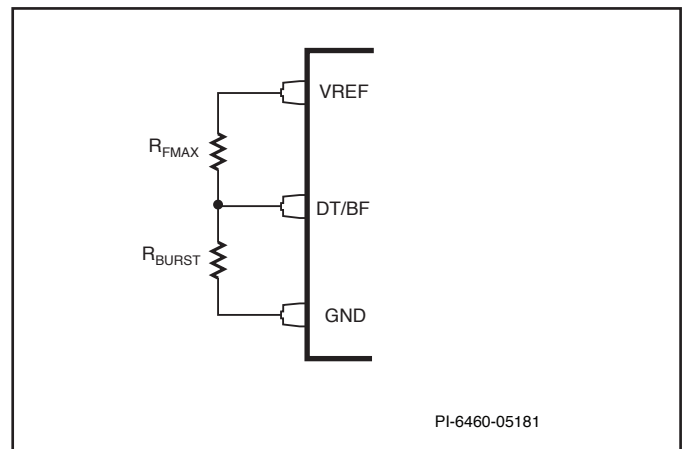 VREF
RFMAX
DT/BF
RBURST
GND
PI-6460-05181